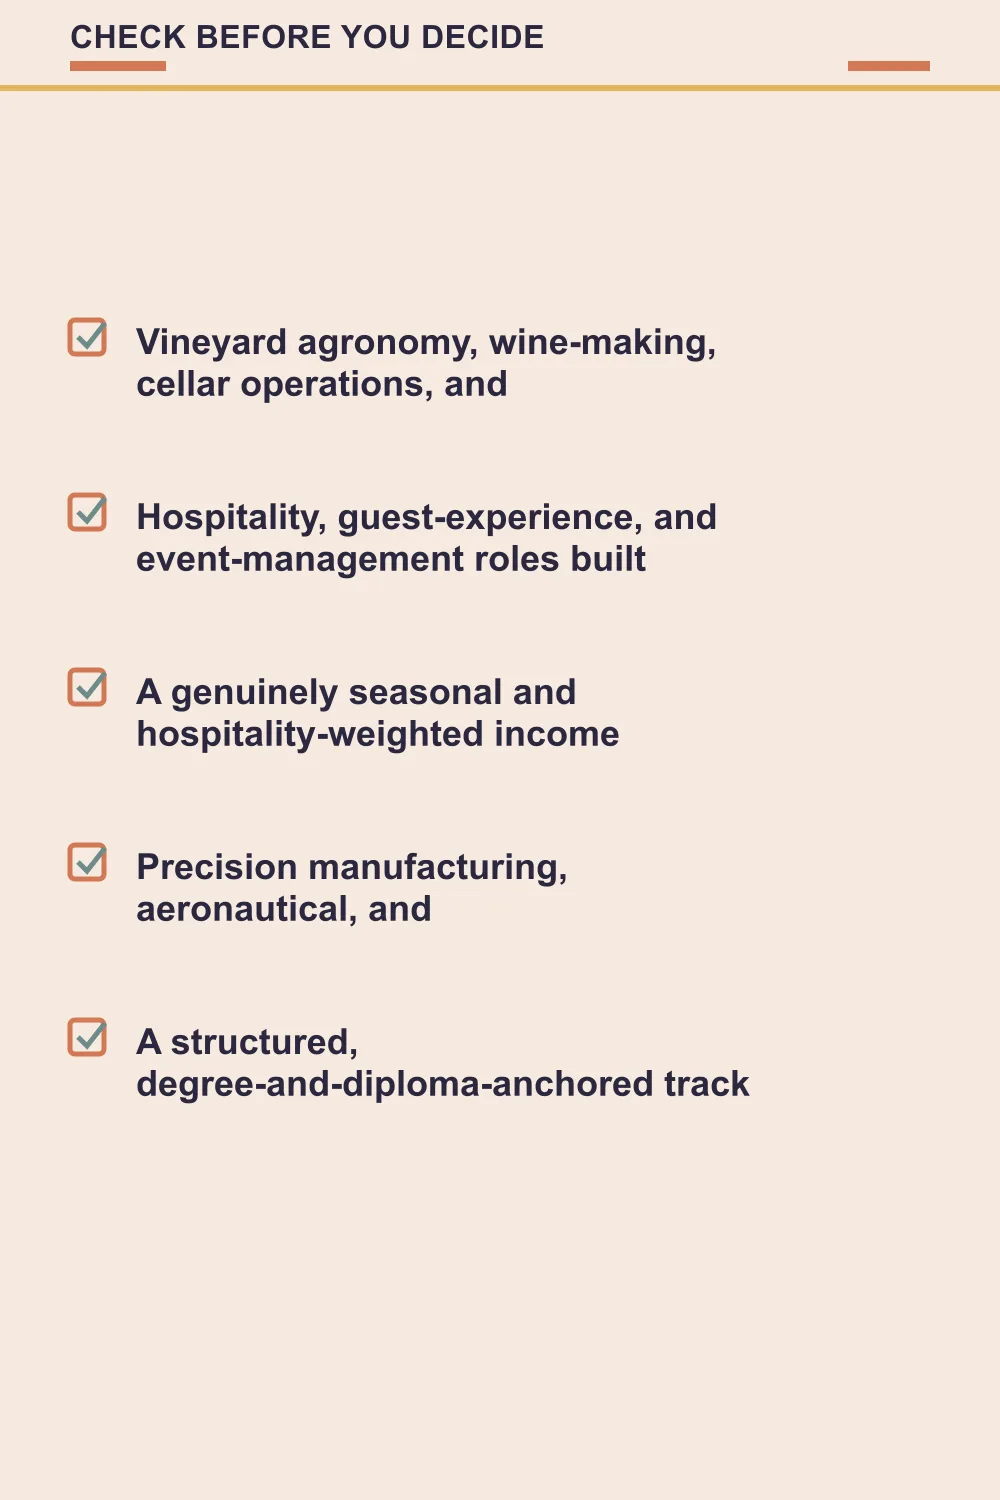 CHECK BEFORE YOU DECIDE
Vineyard agronomy, wine-making,
cellar operations, and
Hospitality, guest-experience, and
event-management roles built
A genuinely seasonal and
hospitality-weighted income
Precision manufacturing,
aeronautical, and
A structured,
degree-and-diploma-anchored track